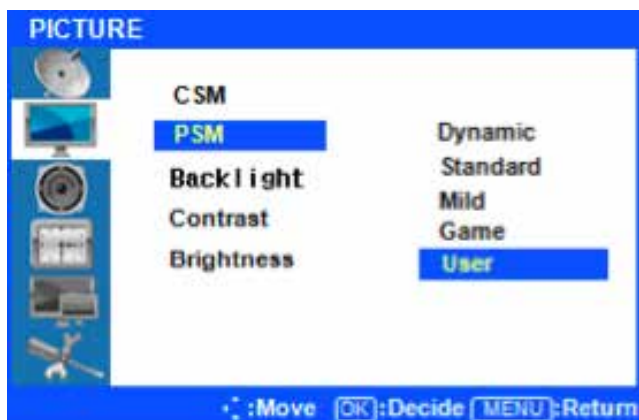 PICTURE
CSM
PSM
Backlight
Contrast
Brightness
Dynamic
Standard
Mild
Game
User
:Move OK:Decide MENU:Return